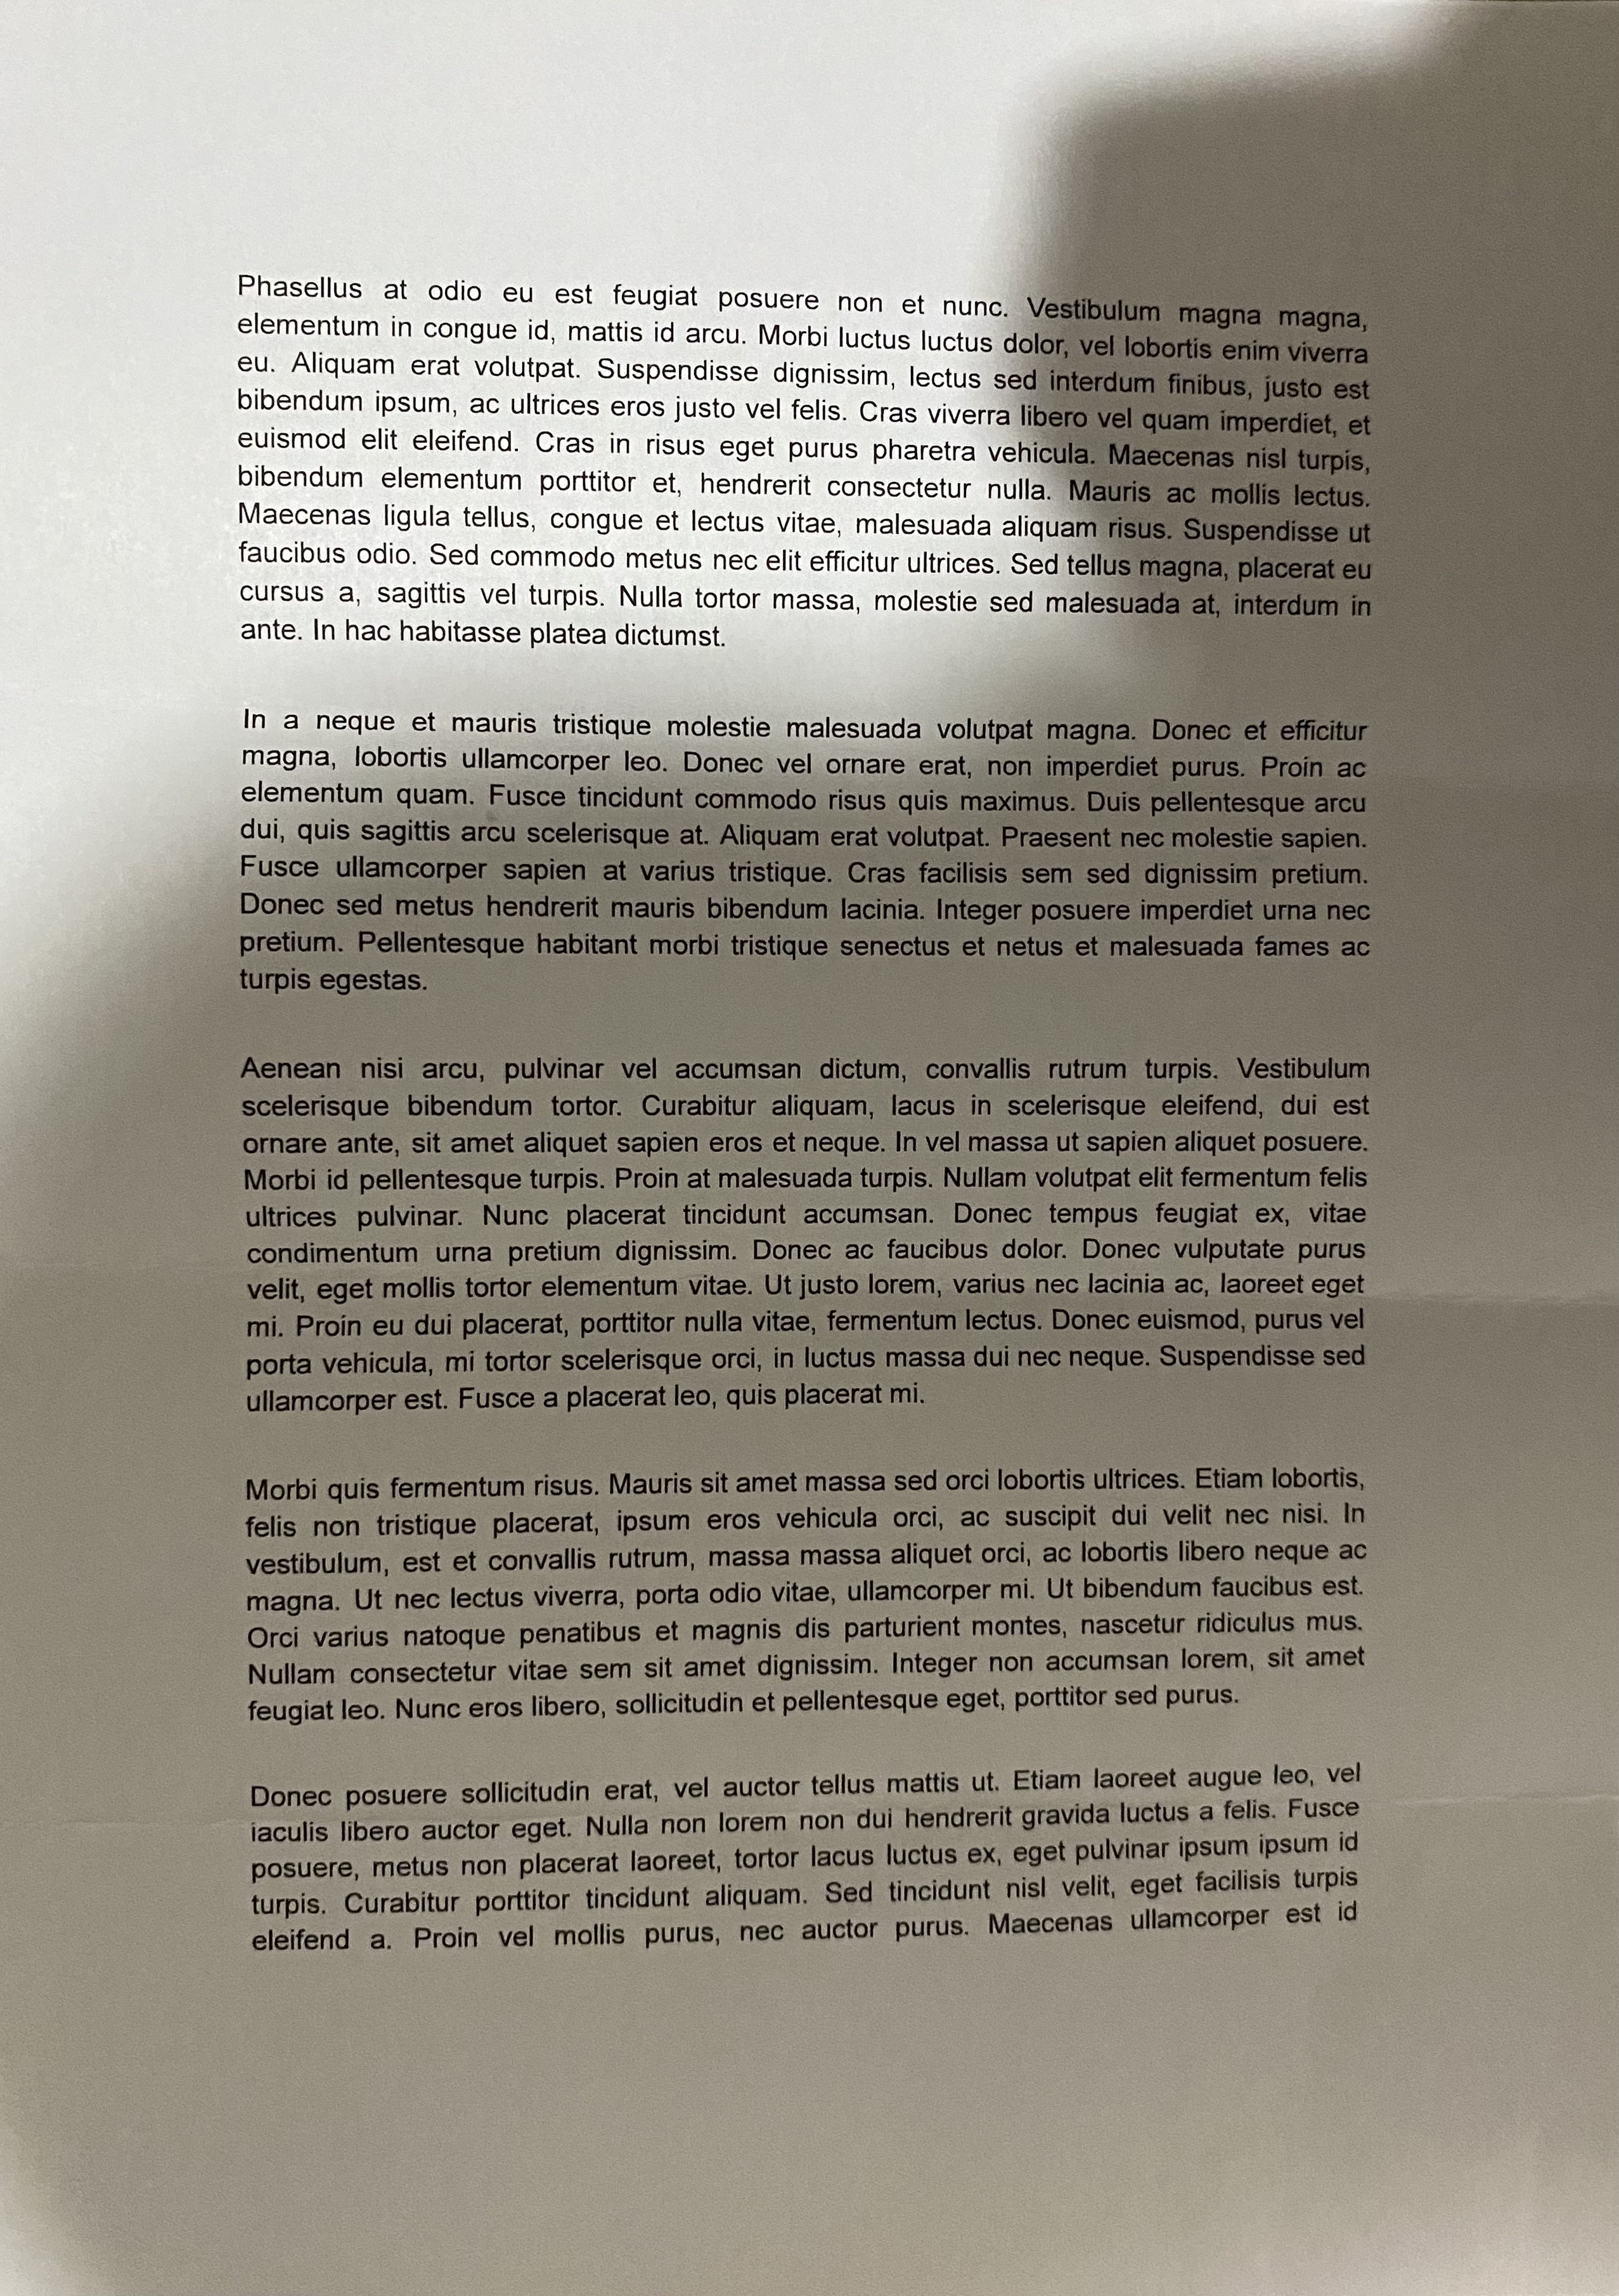 Phasellus at odio eu est feugiat posuere non et nunc. Vestibulum magna magna,
elementum in congue id, mattis id arcu. Morbi luctus luctus dolor, vel lobortis enim viverra
eu. Aliquam erat volutpat. Suspendisse dignissim, lectus sed interdum finibus, justo est
bibendum ipsum, ac ultrices eros justo vel felis. Cras viverra libero vel quam imperdiet, et
euismod elit eleifend. Cras in risus eget purus pharetra vehicula. Maecenas nisl turpis,
bibendum elementum porttitor et, hendrerit consectetur nulla. Mauris ac mollis lectus.
Maecenas ligula tellus, congue et lectus vitae, malesuada aliquam risus. Suspendisse ut
faucibus odio. Sed commodo metus nec elit efficitur ultrices. Sed tellus magna, placerat eu
cursus a, sagittis vel turpis. Nulla tortor massa, molestie sed malesuada at, interdum in
ante. In hac habitasse platea dictumst.
In a neque et mauris tristique molestie malesuada volutpat magna. Donec et efficitur
magna, lobortis ullamcorper leo. Donec vel ornare erat, non imperdiet purus. Proin ac
elementum quam. Fusce tincidunt commodo risus quis maximus. Duis pellentesque arcu
dui, quis sagittis arcu scelerisque at. Aliquam erat volutpat. Praesent nec molestie sapien.
Fusce ullamcorper sapien at varius tristique. Cras facilisis sem sed dignissim pretium.
Donec sed metus hendrerit mauris bibendum lacinia. Integer posuere imperdiet urna nec
pretium. Pellentesque habitant morbi tristique senectus et netus et malesuada fames ac
turpis egestas.
Aenean nisi arcu, pulvinar vel accumsan dictum, convallis rutrum turpis. Vestibulum
scelerisque bibendum tortor. Curabitur aliquam, lacus in scelerisque eleifend, dui est
ornare ante, sit amet aliquet sapien eros et neque. In vel massa ut sapien aliquet posuere.
Morbi id pellentesque turpis. Proin at malesuada turpis. Nullam volutpat elit fermentum felis
ultrices pulvinar. Nunc placerat tincidunt accumsan. Donec tempus feugiat ex, vitae
condimentum urna pretium dignissim. Donec ac faucibus dolor. Donec vulputate purus
velit, eget mollis tortor elementum vitae. Ut justo lorem, varius nec lacinia ac, laoreet eget
mi. Proin eu dui placerat, porttitor nulla vitae, fermentum lectus. Donec euismod, purus vel
porta vehicula, mi tortor scelerisque orci, in luctus massa dui nec neque. Suspendisse sed
ullamcorper est. Fusce a placerat leo, quis placerat mi.
Morbi quis fermentum risus. Mauris sit amet massa sed orci lobortis ultrices. Etiam lobortis,
felis non tristique placerat, ipsum eros vehicula orci, ac suscipit dui velit nec nisi. In
vestibulum, est et convallis rutrum, massa massa aliquet orci, ac lobortis libero neque ac
magna. Ut nec lectus viverra, porta odio vitae, ullamcorper mi. Ut bibendum faucibus est.
Orci varius natoque penatibus et magnis dis parturient montes, nascetur ridiculus mus.
Nullam consectetur vitae sem sit amet dignissim. Integer non accumsan lorem, sit amet
feugiat leo. Nunc eros libero, sollicitudin et pellentesque eget, porttitor sed purus.
Donec posuere sollicitudin erat, vel auctor tellus mattis ut. Etiam laoreet augue leo, vel
iaculis libero auctor eget. Nulla non lorem non dui hendrerit gravida luctus a felis. Fusce
posuere, metus non placerat laoreet, tortor lacus luctus ex, eget pulvinar ipsum ipsum id
turpis. Curabitur porttitor tincidunt aliquam. Sed tincidunt nisl velit, eget facilisis turpis
eleifend a. Proin vel mollis purus, nec auctor purus. Maecenas ullamcorper est id